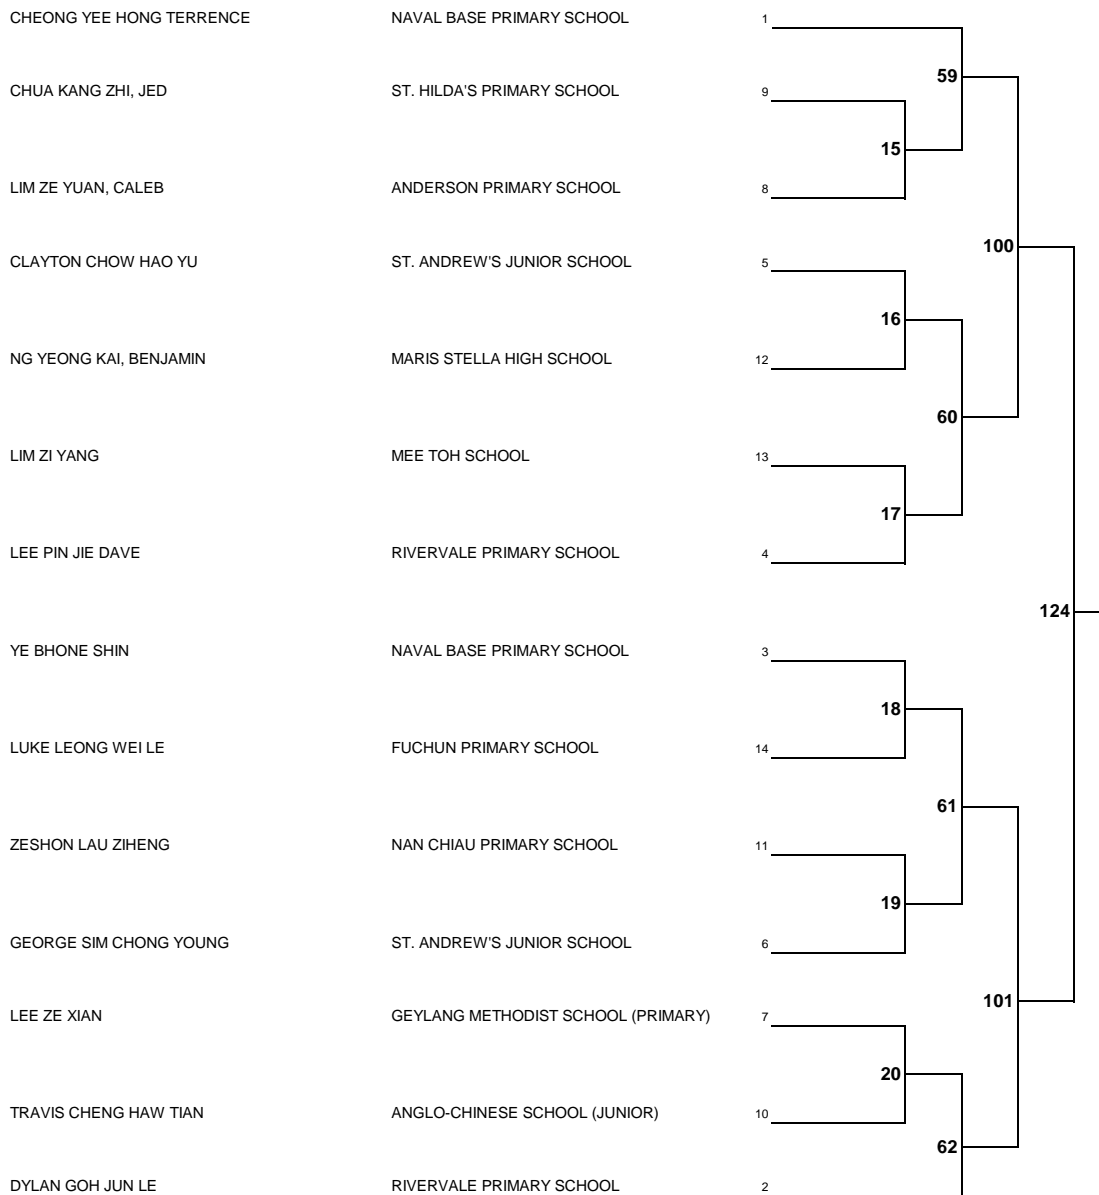 CHEONG YEE HONG TERRENCE NAVAL BASE PRIMARY SCHOOL 1
59
CHUA KANG ZHI, JED ST. HILDA'S PRIMARY SCHOOL 9
15
LIM ZE YUAN, CALEB ANDERSON PRIMARY SCHOOL 8
100
CLAYTON CHOW HAO YU ST. ANDREW'S JUNIOR SCHOOL 5
16
NG YEONG KAI, BENJAMIN MARIS STELLA HIGH SCHOOL 12
60
LIM ZI YANG MEE TOH SCHOOL 13
17
LEE PIN JIE DAVE RIVERVALE PRIMARY SCHOOL 4
124
YE BHONE SHIN NAVAL BASE PRIMARY SCHOOL 3
18
LUKE LEONG WEI LE FUCHUN PRIMARY SCHOOL 14
61
ZESHON LAU ZIHENG NAN CHIAU PRIMARY SCHOOL 11
19
GEORGE SIM CHONG YOUNG ST. ANDREW'S JUNIOR SCHOOL 6
101
LEE ZE XIAN GEYLANG METHODIST SCHOOL (PRIMARY) 7
20
TRAVIS CHENG HAW TIAN ANGLO-CHINESE SCHOOL (JUNIOR) 10
62
DYLAN GOH JUN LE RIVERVALE PRIMARY SCHOOL 2